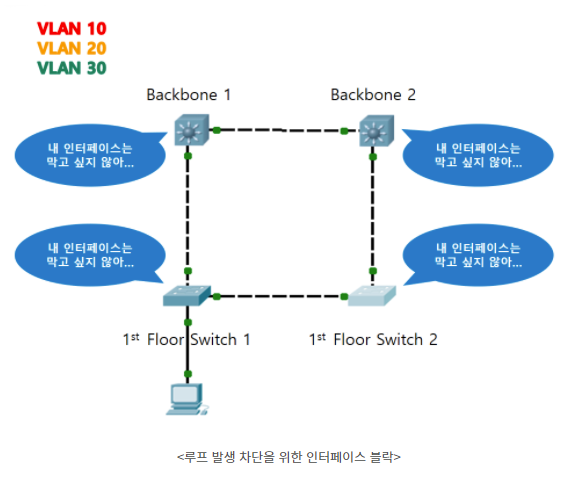 VLAN 10
VLAN 20
VLAN 30
Backbone 1
Backbone 2
내 인터페이스는
막고 싶지 않아...
내 인터페이스는
막고 싶지 않아...
내 인터페이스는
막고 싶지 않아...
내 인터페이스는
막고 싶지 않아...
1st Floor Switch 1
1st Floor Switch 2
<루프 발생 차단을 위한 인터페이스 블락>